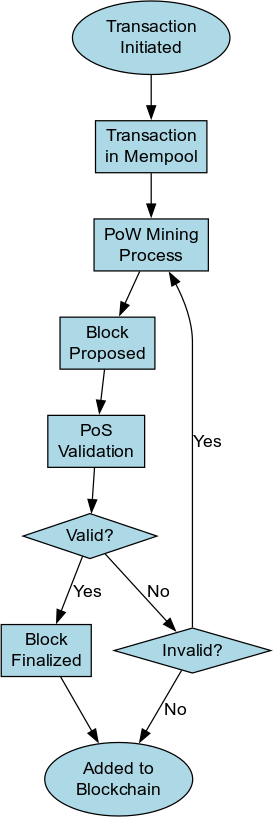 Transaction
Initiated
Transaction
in Mempool
PoW Mining
Process
Block
Proposed
PoS
Validation
Valid?
Yes
No
Yes
Block
Finalized
Invalid?
No
Added to
Blockchain